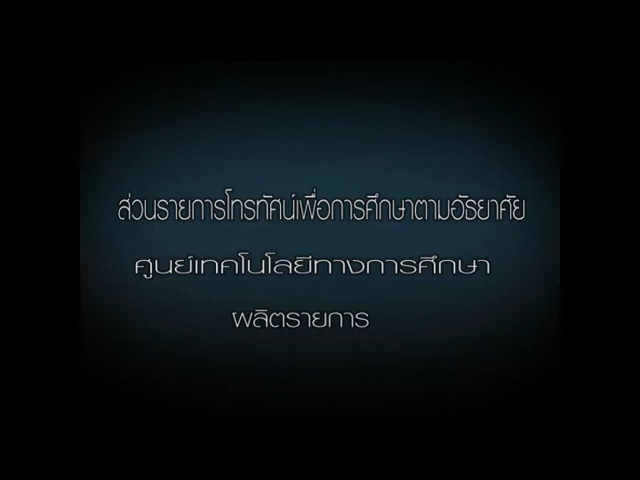 ส่วนรายการโทรทัศน์เพื่อการศึกษาตามอัธยาศัย
ศูนย์เทคโนโลยีทางการศึกษา
ผลิตรายการ